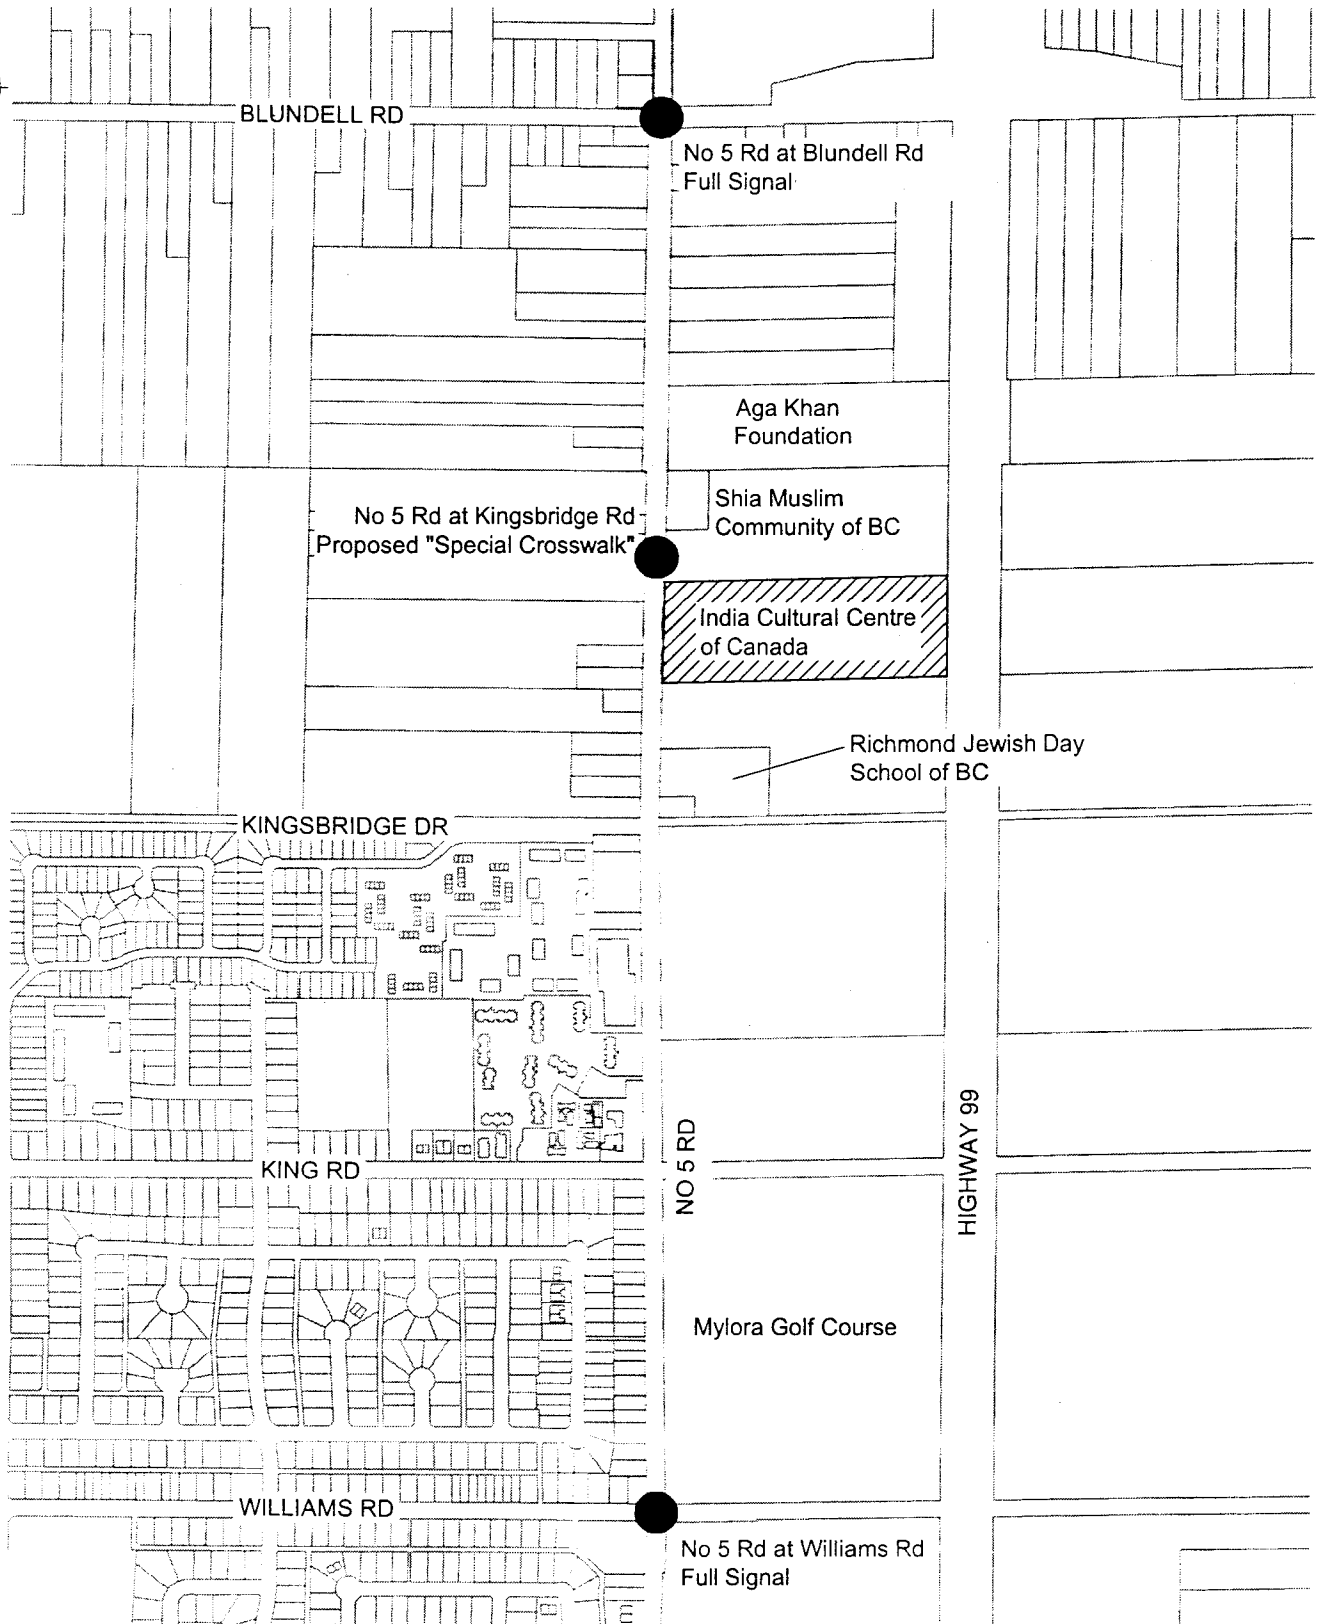 BLUNDELL RD
No 5 Rd at Blundell Rd
Full Signal
Aga Khan
Foundation
Shia Muslim
Community of BC
No 5 Rd at Kingsbridge Rd
Proposed "Special Crosswalk"
India Cultural Centre
of Canada
Richmond Jewish Day
School of BC
KINGSBRIDGE DR
KING RD
NO 5 RD
HIGHWAY 99
Mylora Golf Course
WILLIAMS RD
No 5 Rd at Williams Rd
Full Signal